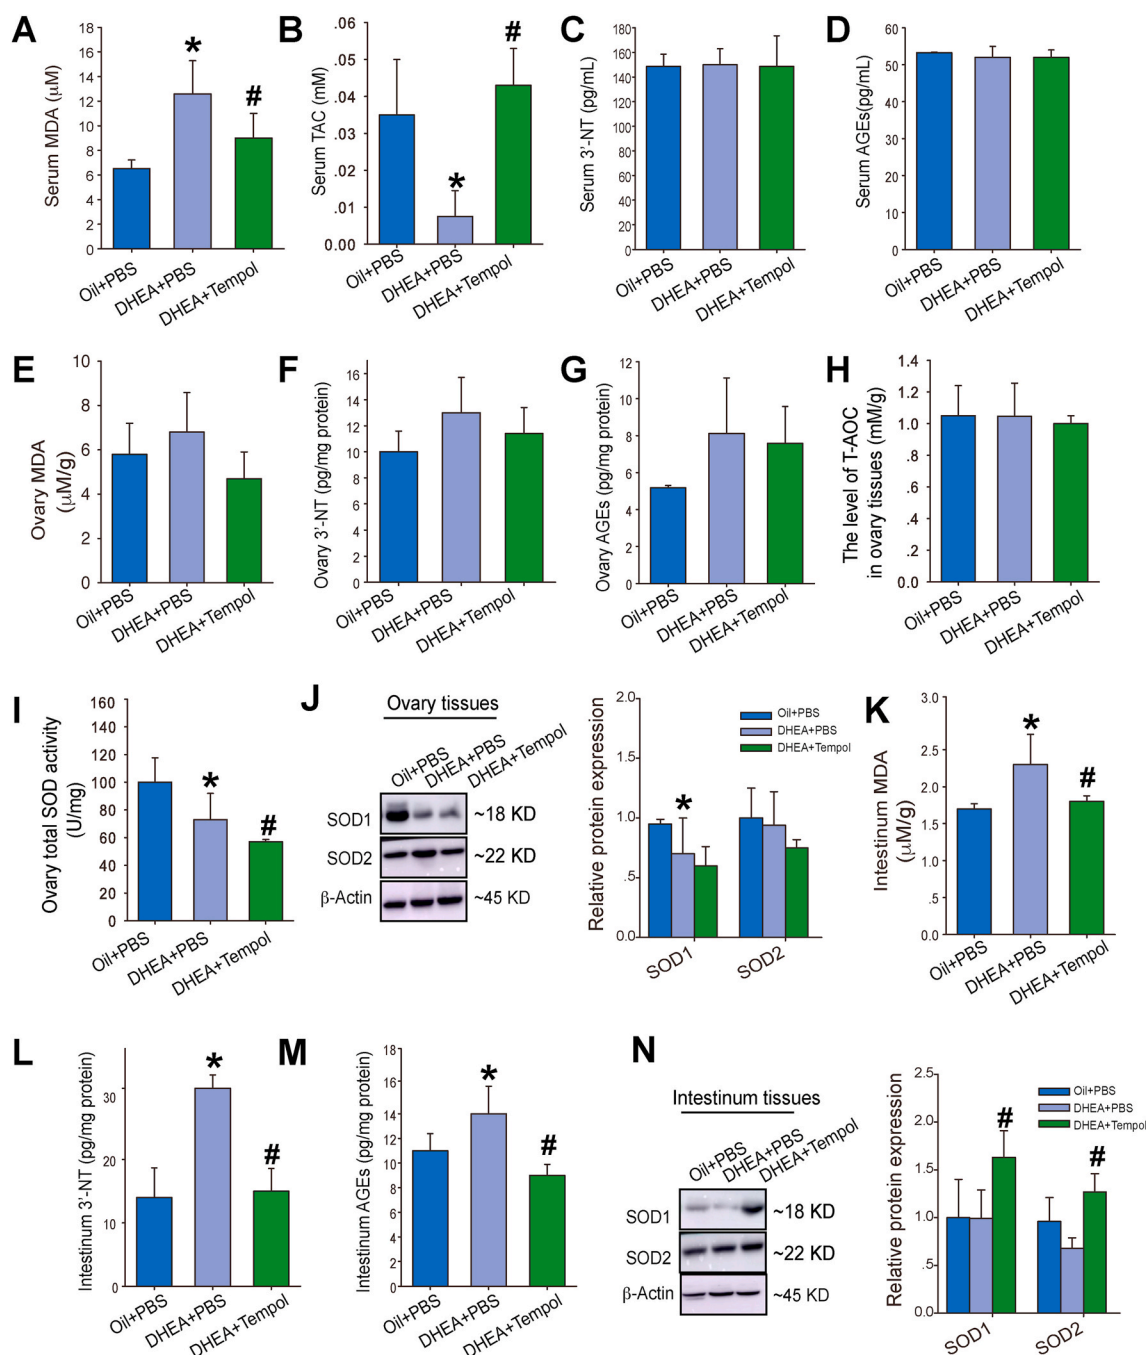 A
Serum MDA (μM)
18
16
14
12
10
8
6
4
2
0
*
#
Oil+PBS
DHEA+PBS
DHEA+Tempol
B
Serum TAC (mM)
.06
.05
.04
.03
.02
.01
0.00
*
#
Oil+PBS
DHEA+PBS
DHEA+Tempol
C
Serum 3'-NT (pg/mL)
180
160
140
120
100
80
60
40
20
0
Oil+PBS
DHEA+PBS
DHEA+Tempol
D
Serum AGEs(pg/mL)
60
50
40
30
20
10
0
Oil+PBS
DHEA+PBS
DHEA+Tempol
E
Ovary MDA
(μM/g)
10
8
6
4
2
0
Oil+PBS
DHEA+PBS
DHEA+Tempol
F
Ovary 3'-NT (pg/mg protein)
16
14
12
10
8
6
4
2
0
Oil+PBS
DHEA+PBS
DHEA+Tempol
G
Ovary AGEs (pg/mg protein)
12
10
8
6
4
2
0
Oil+PBS
DHEA+PBS
DHEA+Tempol
H
The level of T-AOC
in ovary tissues (mM/g)
1.4
1.2
1.0
.8
.6
.4
.2
0.0
Oil+PBS
DHEA+PBS
DHEA+Tempol
I
Ovary total SOD activity
(U/mg)
160
140
120
100
80
60
40
20
0
*
#
Oil+PBS
DHEA+PBS
DHEA+Tempol
J
Ovary tissues
Oil+PBS
DHEA+PBS
DHEA+Tempol
SOD1
~18 KD
SOD2
~22 KD
β-Actin
~45 KD
Relative protein expression
2.0
1.5
1.0
.5
0.0
Oil+PBS
DHEA+PBS
DHEA+Tempol
*
SOD1
SOD2
K
Intestinum MDA
(μM/g)
3.0
2.5
2.0
1.5
1.0
.5
0.0
*
#
Oil+PBS
DHEA+PBS
DHEA+Tempol
L
Intestinum 3'-NT (pg/mg protein)
30
20
10
0
*
#
Oil+PBS
DHEA+PBS
DHEA+Tempol
M
Intestinum AGEs (pg/mg protein)
18
16
14
12
10
8
6
4
2
0
*
#
Oil+PBS
DHEA+PBS
DHEA+Tempol
N
Intestinum tissues
Oil+PBS
DHEA+PBS
DHEA+Tempol
SOD1
~18 KD
SOD2
~22 KD
β-Actin
~45 KD
Relative protein expression
2.5
2.0
1.5
1.0
.5
0.0
Oil+PBS
DHEA+PBS
DHEA+Tempol
#
#
SOD1
SOD2